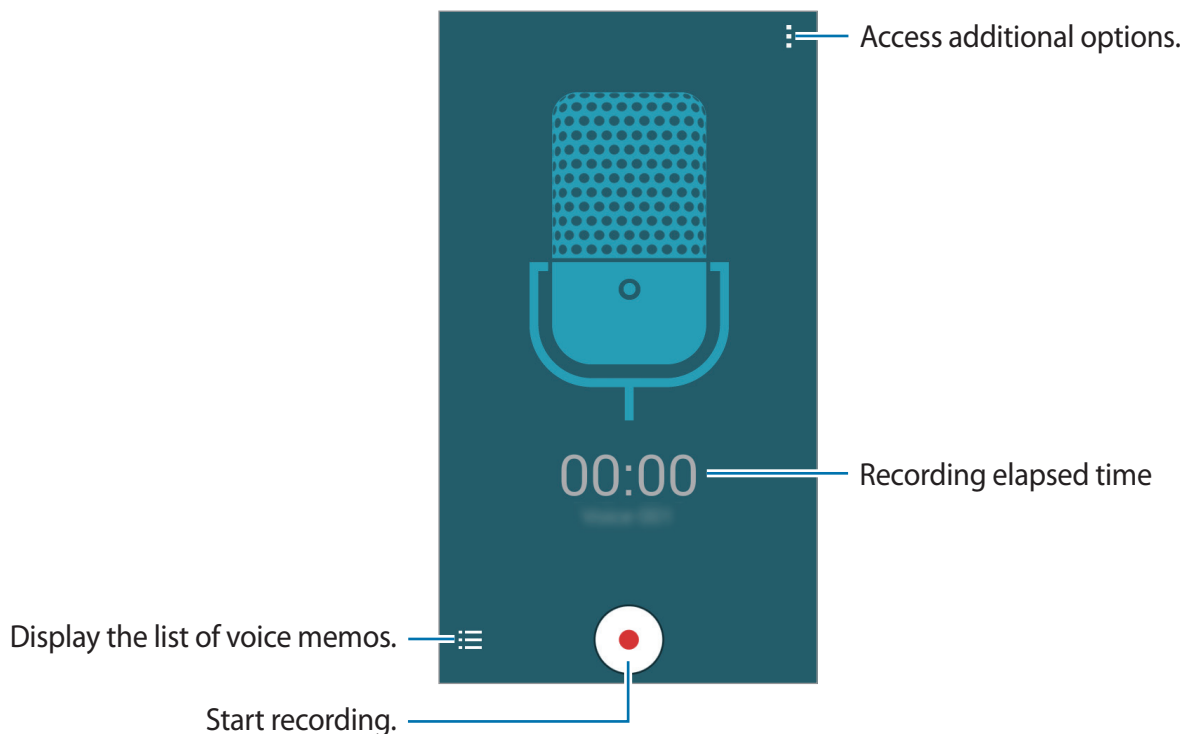 Access additional options.
00:00
Recording elapsed time
Display the list of voice memos.
Start recording.